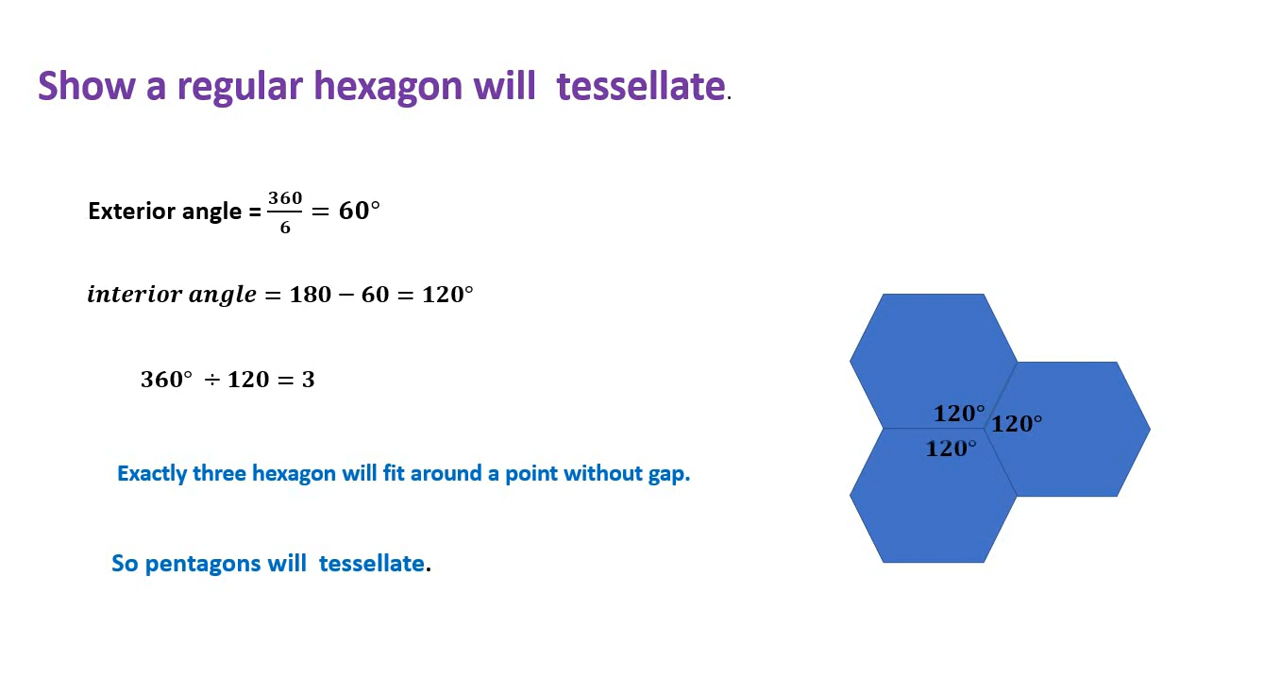 Show a regular hexagon will  tessellate.
Exterior angle = 360/6 = 60°
interior angle = 180 − 60 = 120°
360° ÷ 120 = 3
120°
120°
120°
Exactly three hexagon will fit around a point without gap.
So pentagons will  tessellate.